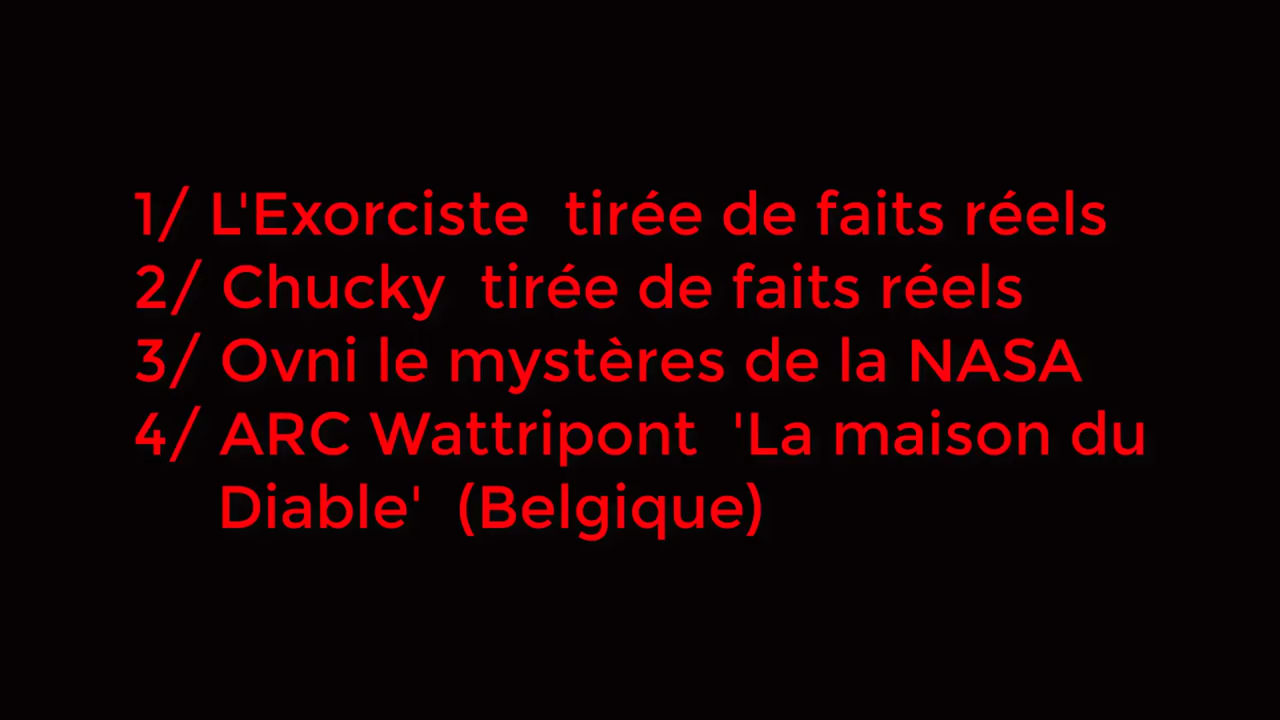 1/ L'Exorciste  tirée de faits réels
2/ Chucky  tirée de faits réels
3/ Ovni le mystères de la NASA
4/ ARC Wattripont  'La maison du
Diable'  (Belgique)